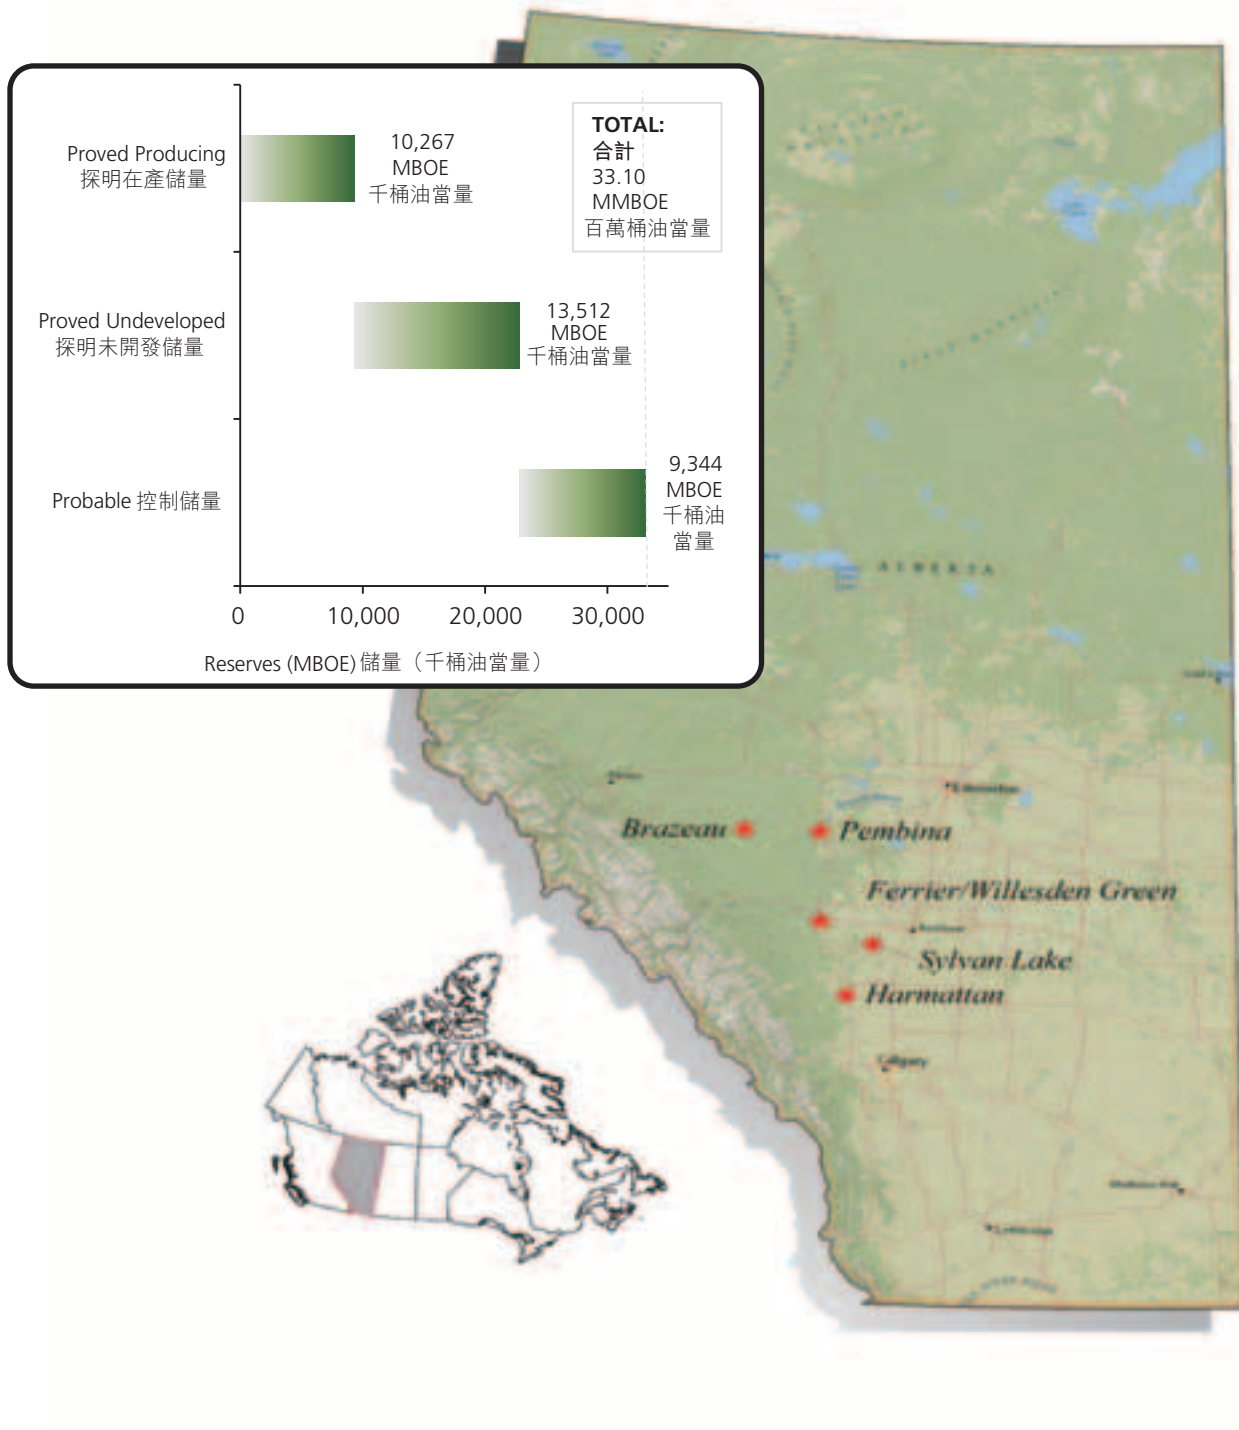 Proved Producing
探明在產儲量
10,267
MBOE
千桶油當量
TOTAL:
合計
33.10
MMBOE
百萬桶油當量
Proved Undeveloped
探明未開發儲量
13,512
MBOE
千桶油當量
Probable 控制儲量
9,344
MBOE
千桶油
當量
0 10,000 20,000 30,000
Reserves (MBOE) 儲量（千桶油當量）
ALBERTA
Edmonton
Brazeau
Pembina
Ferrier/Willesden Green
Sylvan Lake
Harmattan
Calgary